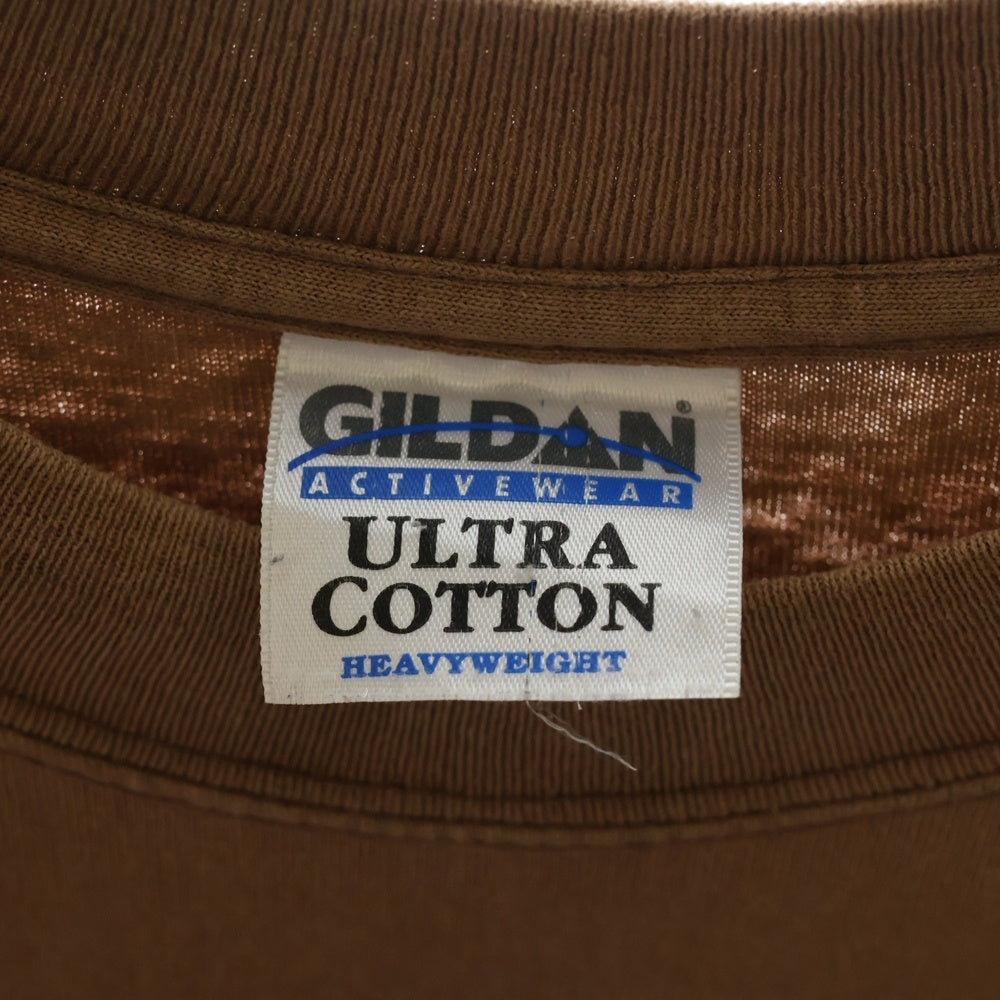 GILDAN®
ACTIVEWEAR
ULTRA
COTTON
HEAVYWEIGHT